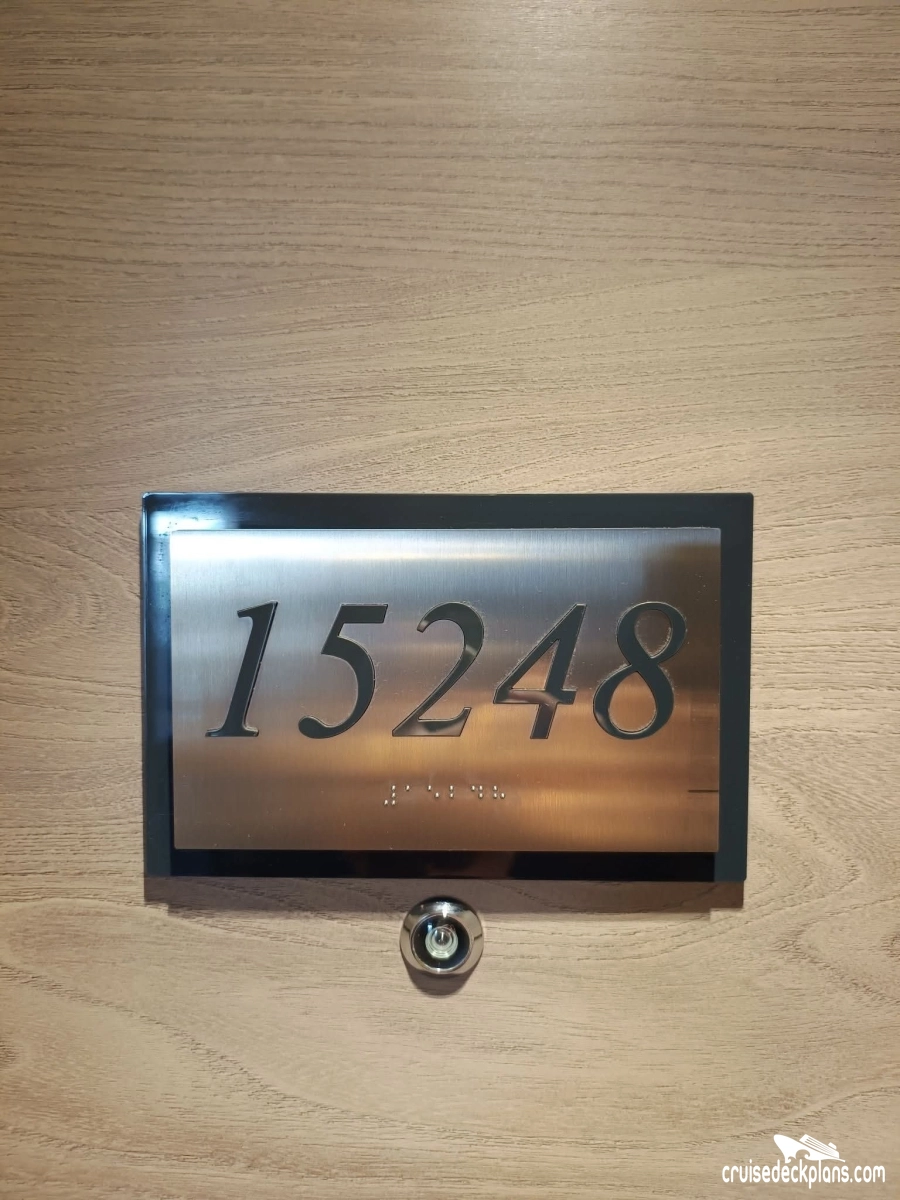 15248
⠼⠁⠑⠃⠙⠓
cruisedeckplans.com